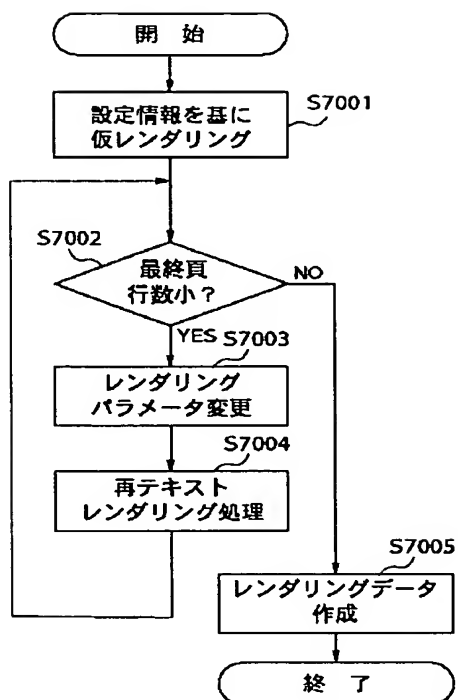 開 始
S7001
設定情報を基に
仮レンダリング
S7002
最終頁
行数小？
NO
YES
S7003
レンダリング
パラメータ変更
S7004
再テキスト
レンダリング処理
S7005
レンダリングデータ
作成
終 了